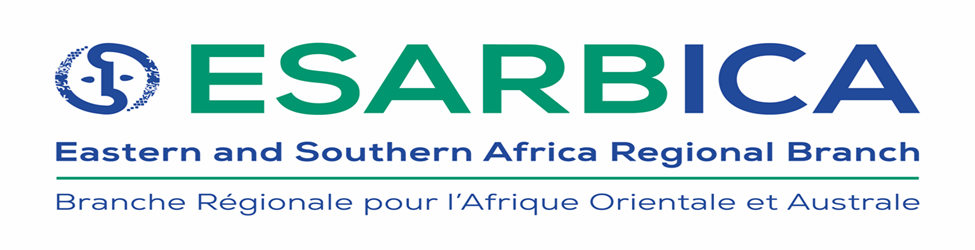 ESARBICA
Eastern and Southern Africa Regional Branch
Branche Régionale pour l'Afrique Orientale et Australe